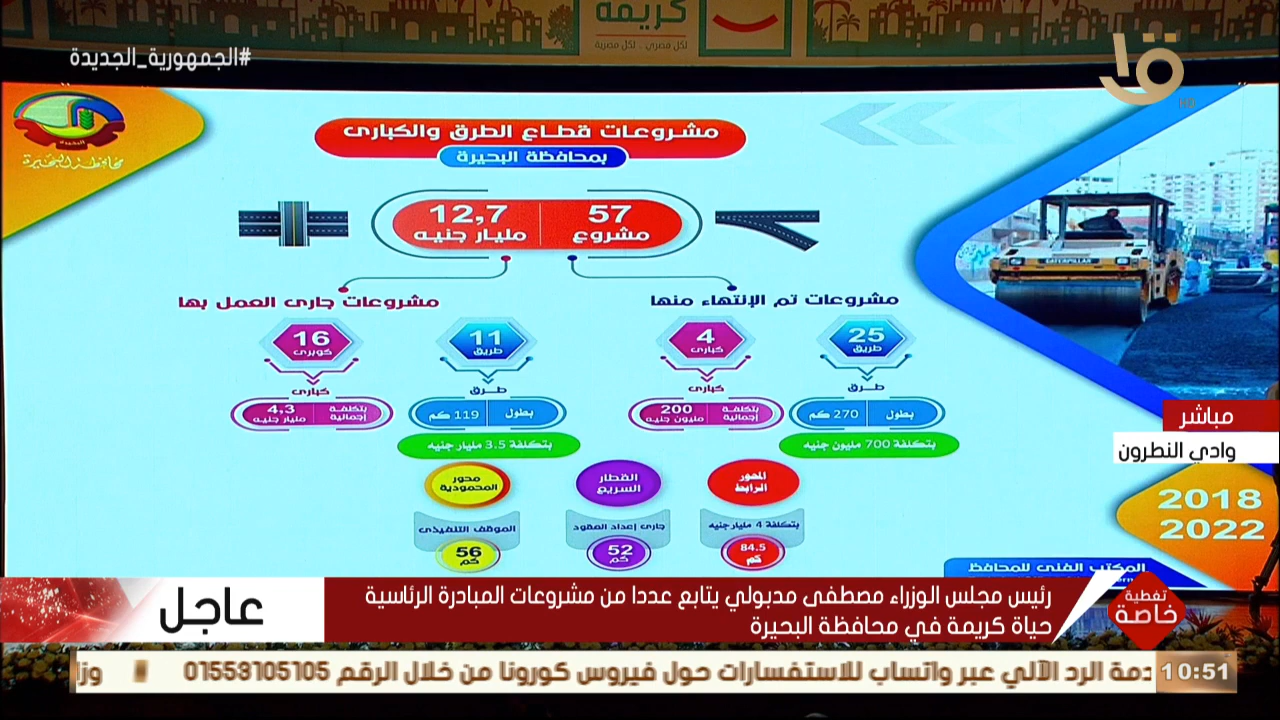 كريمة
لكل مصري .. لكل مصرية
#الجمهورية_الجديدة
HD
البحيرة
محافظة البحيرة
مشروعات قطاع الطرق والكبارى
بمحافظة البحيرة
57
مشروع
12,7
مليار جنيه
مشروعات تم الإنتهاء منها
مشروعات جارى العمل بها
25
طريق
4
كبارى
11
طريق
16
كوبرى
طرق
كبارى
طرق
كبارى
بطول 270 كم
بتكلفة إجمالية
200 مليون جنيه
بطول 119 كم
بتكلفة إجمالية
4,3 مليار جنيه
بتكلفة 700 مليون جنيه
بتكلفة 3.5 مليار جنيه
المحور الرابط
القطار السريع
محور المحمودية
بتكلفة 4 مليار جنيه
جارى إعداد العقود
الموقف التنفيذى
84.5 كم
52 كم
56 كم
CATERPILLAR
مباشر
وادي النطرون
2018
2022
المكتب الفنى للمحافظ
تغطية خاصة
عاجل
رئيس مجلس الوزراء مصطفى مدبولي يتابع عددا من مشروعات المبادرة الرئاسية
حياة كريمة في محافظة البحيرة
10:51
دمة الرد الآلي عبر واتساب للاستفسارات حول فيروس كورونا من خلال الرقم 01553105105
وزا